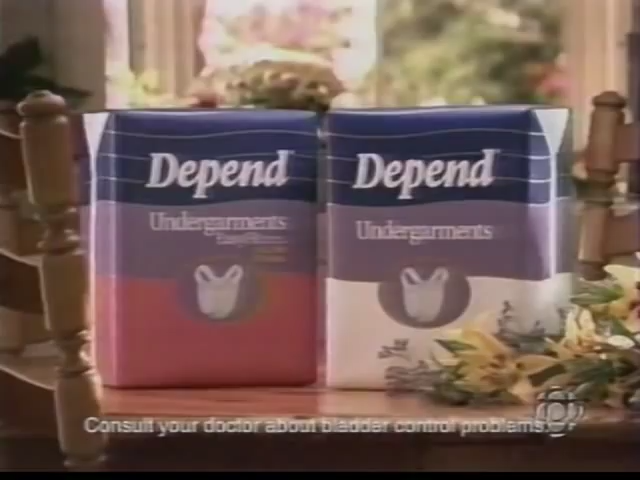 Depend
Undergarments
Depend
Undergarments
Consult your doctor about bladder control problems.